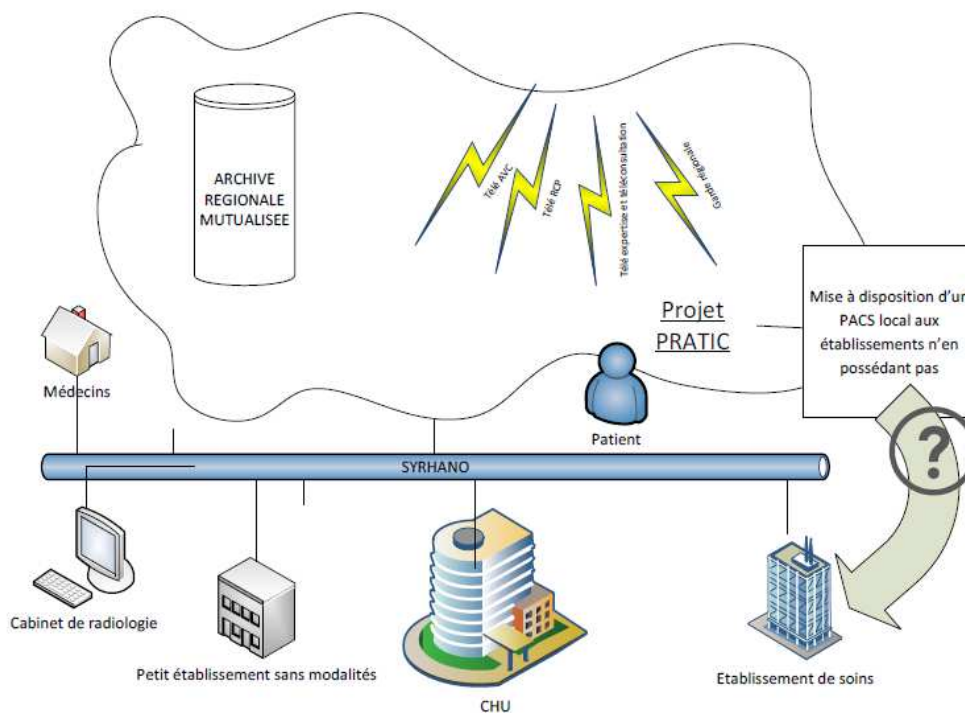 ARCHIVE
REGIONALE
MUTUALISEE
Télé AVC
Télé RCP
Télé expertise et téléconsultation
Garde régionale
Projet
PRATIC
Mise à disposition d'un
PACS local aux
établissements n'en
possédant pas
?
Médecins
Patient
SYRHANO
Cabinet de radiologie
Petit établissement sans modalités
CHU
Etablissement de soins